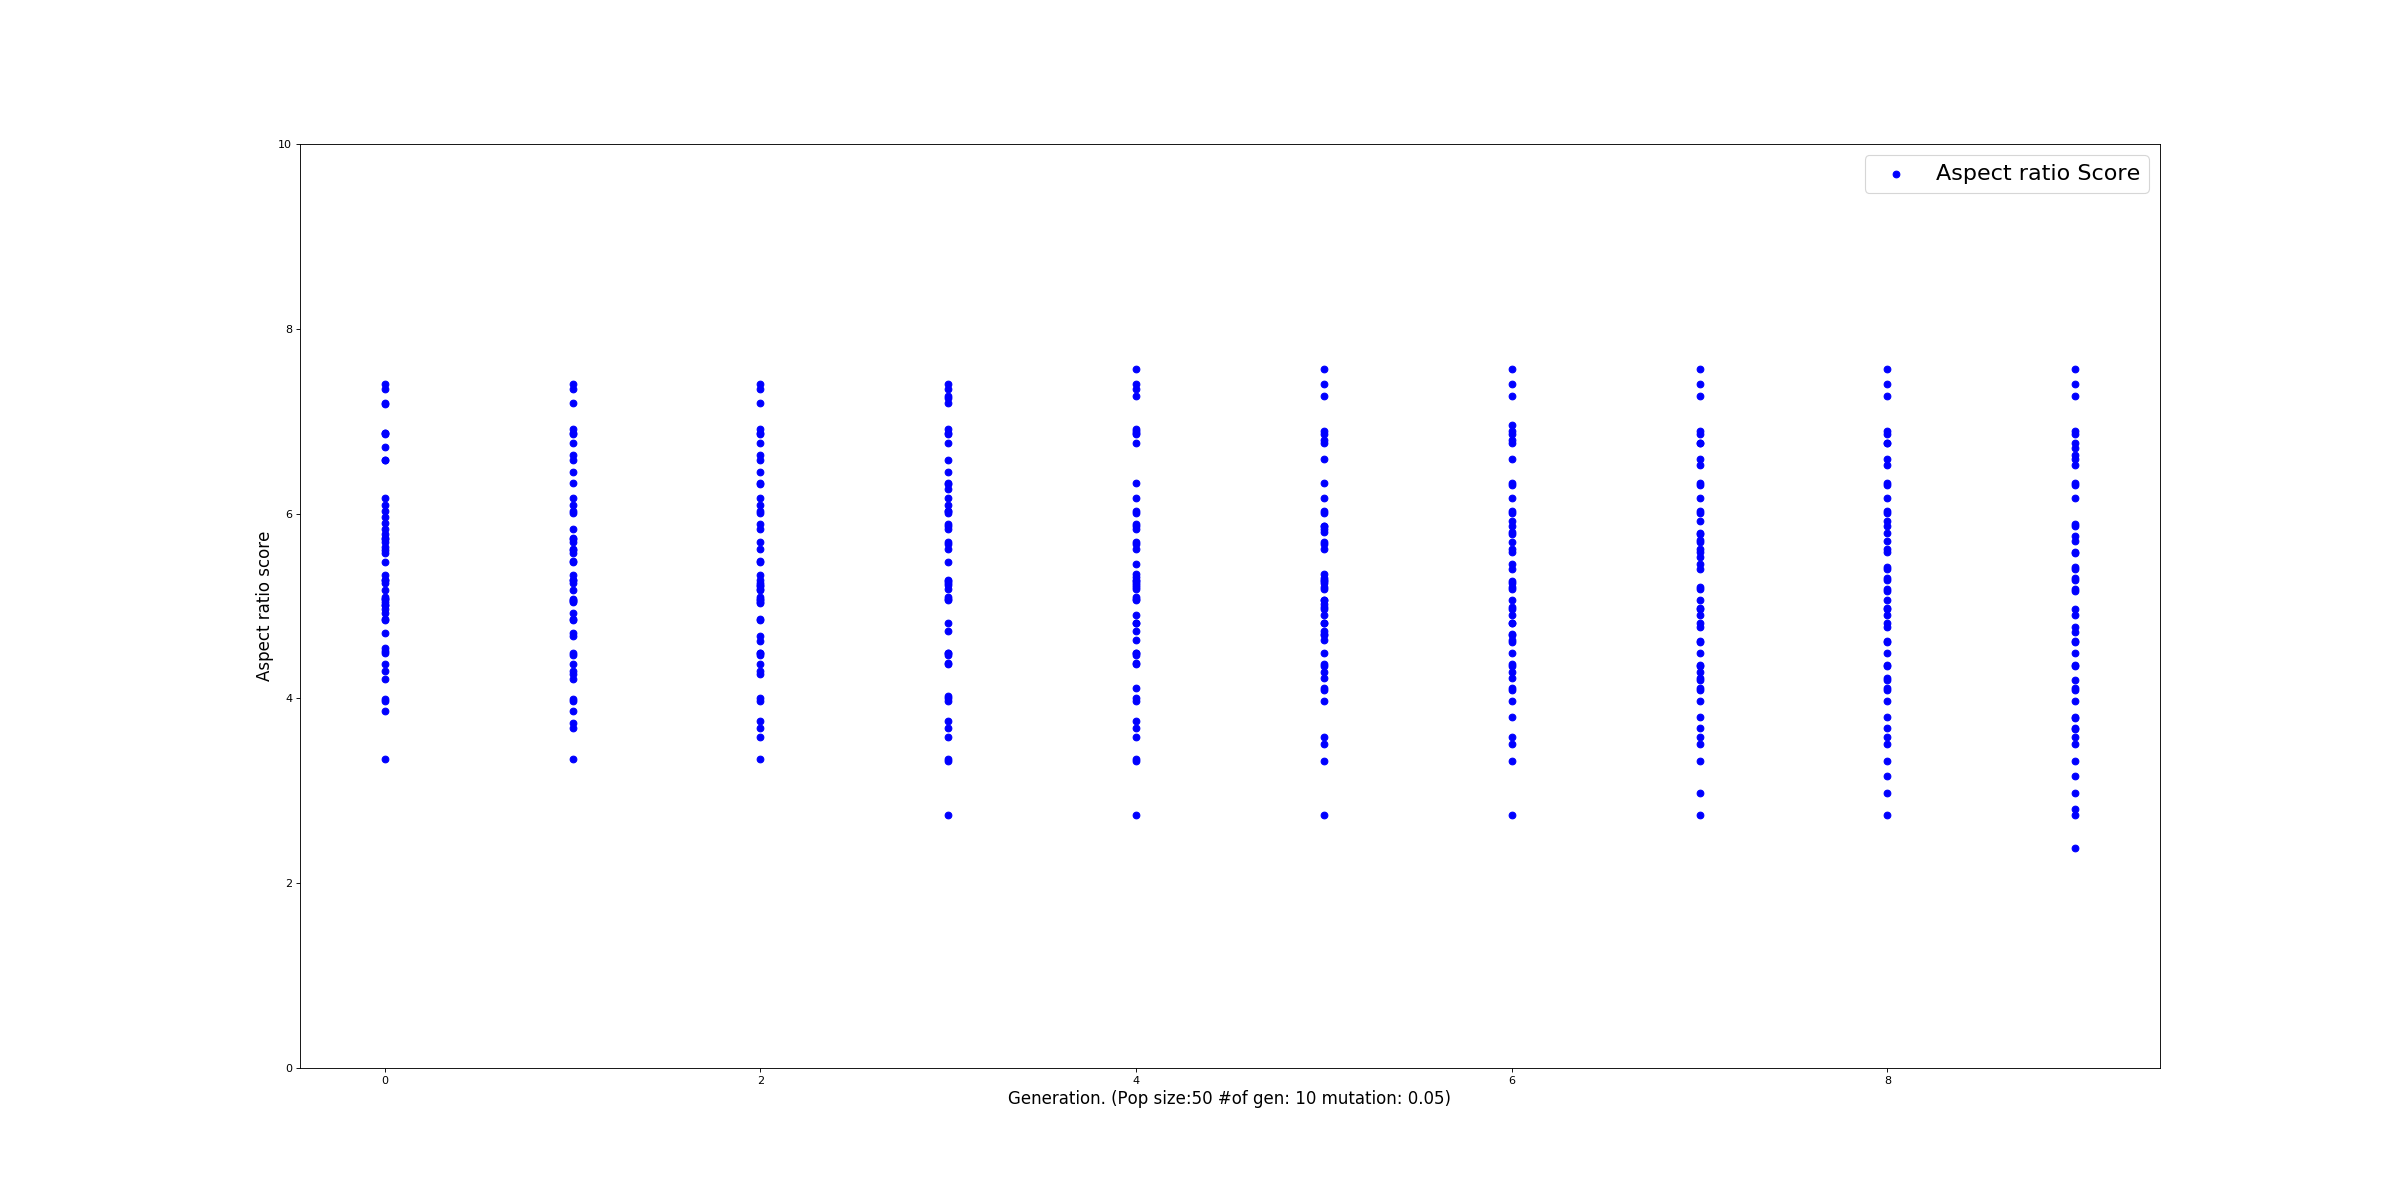 10
Aspect ratio Score
8
6
Aspect ratio score
4
2
0
0 2 4 6 8
Generation. (Pop size:50 #of gen: 10 mutation: 0.05)